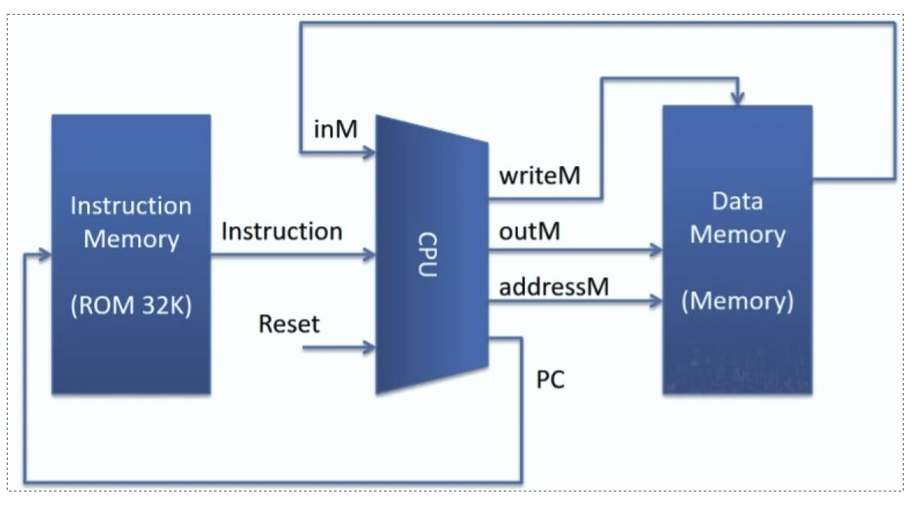 inM
Instruction
Memory
(ROM 32K)
Instruction
Reset
CPU
writeM
outM
addressM
PC
Data
Memory
(Memory)